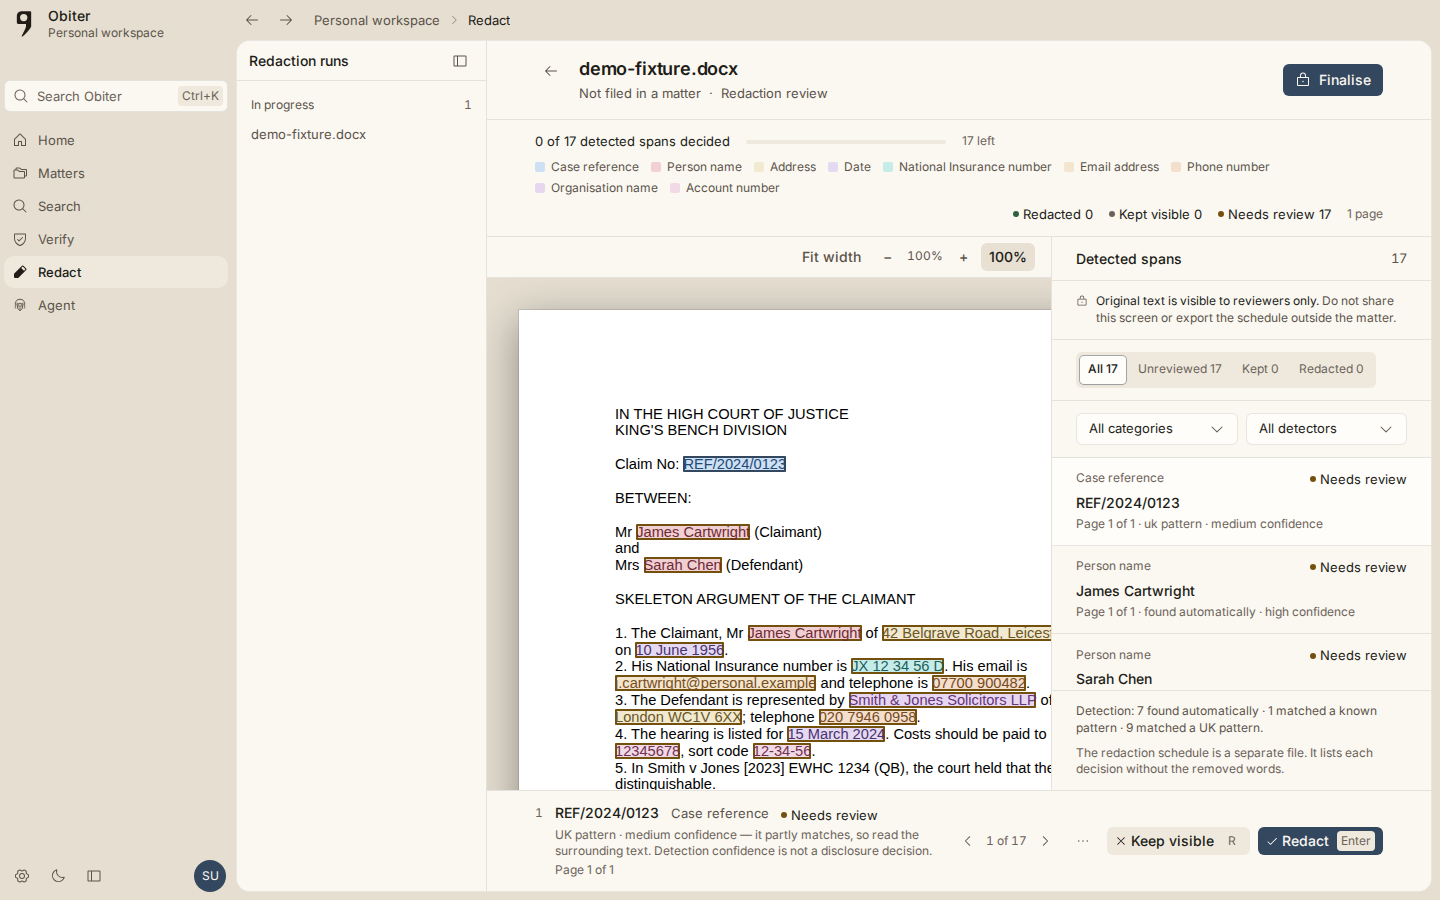 Obiter
Personal workspace
Search Obiter
Ctrl+K
Home
Matters
Search
Verify
Redact
Agent
SU
Personal workspace
Redact
Redaction runs
In progress
1
demo-fixture.docx
demo-fixture.docx
Not filed in a matter · Redaction review
Finalise
0 of 17 detected spans decided
17 left
Case reference
Person name
Address
Date
National Insurance number
Email address
Phone number
Organisation name
Account number
Redacted 0
Kept visible 0
Needs review 17
1 page
Fit width
−
100%
+
100%
IN THE HIGH COURT OF JUSTICE
KING'S BENCH DIVISION
Claim No: REF/2024/0123
BETWEEN:
Mr James Cartwright (Claimant)
and
Mrs Sarah Chen (Defendant)
SKELETON ARGUMENT OF THE CLAIMANT
1. The Claimant, Mr James Cartwright of 42 Belgrave Road, Leicest
on 10 June 1956.
2. His National Insurance number is JX 12 34 56 D. His email is
j.cartwright@personal.example and telephone is 07700 900482.
3. The Defendant is represented by Smith & Jones Solicitors LLP of
London WC1V 6XX; telephone 020 7946 0958.
4. The hearing is listed for 15 March 2024. Costs should be paid to
12345678, sort code 12-34-56.
5. In Smith v Jones [2023] EWHC 1234 (QB), the court held that the
distinguishable.
Detected spans
17
Original text is visible to reviewers only. Do not share
this screen or export the schedule outside the matter.
All 17
Unreviewed 17
Kept 0
Redacted 0
All categories
All detectors
Case reference
Needs review
REF/2024/0123
Page 1 of 1 · uk pattern · medium confidence
Person name
Needs review
James Cartwright
Page 1 of 1 · found automatically · high confidence
Person name
Needs review
Sarah Chen
Detection: 7 found automatically · 1 matched a known
pattern · 9 matched a UK pattern.
The redaction schedule is a separate file. It lists each
decision without the removed words.
1
REF/2024/0123
Case reference
Needs review
UK pattern · medium confidence — it partly matches, so read the
surrounding text. Detection confidence is not a disclosure decision.
Page 1 of 1
1 of 17
Keep visible
R
Redact
Enter